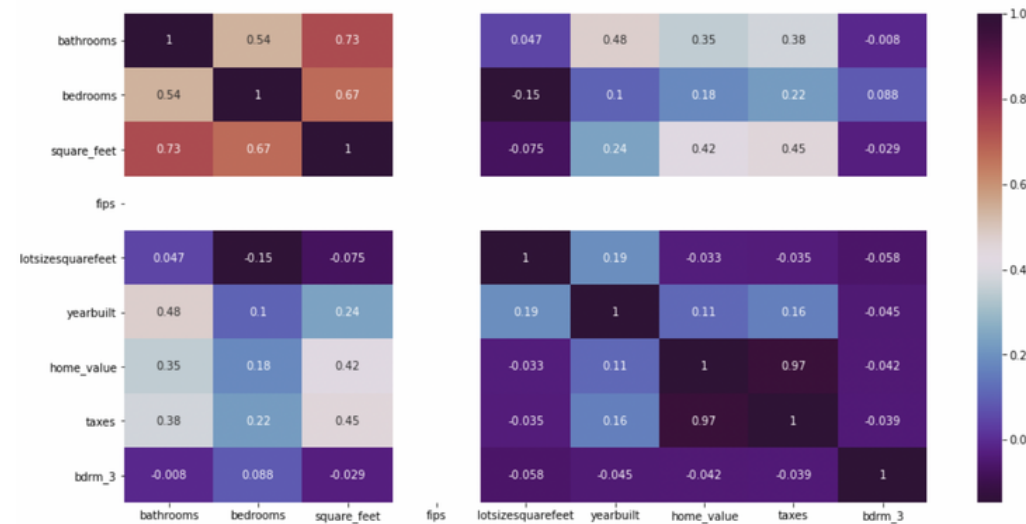 bathrooms 1 0.54 0.73 0.047 0.48 0.35 0.38 -0.008
bedrooms 0.54 1 0.67 -0.15 0.1 0.18 0.22 0.088
square_feet 0.73 0.67 1 -0.075 0.24 0.42 0.45 -0.029
fips
lotsizesquarefeet 0.047 -0.15 -0.075 1 0.19 -0.033 -0.035 -0.058
yearbuilt 0.48 0.1 0.24 0.19 1 0.11 0.16 -0.045
home_value 0.35 0.18 0.42 -0.033 0.11 1 0.97 -0.042
taxes 0.38 0.22 0.45 -0.035 0.16 0.97 1 -0.039
bdrm_3 -0.008 0.088 -0.029 -0.058 -0.045 -0.042 -0.039 1
bathrooms bedrooms square_feet fips lotsizesquarefeet yearbuilt home_value taxes bdrm_3
1.0
0.8
0.6
0.4
0.2
0.0